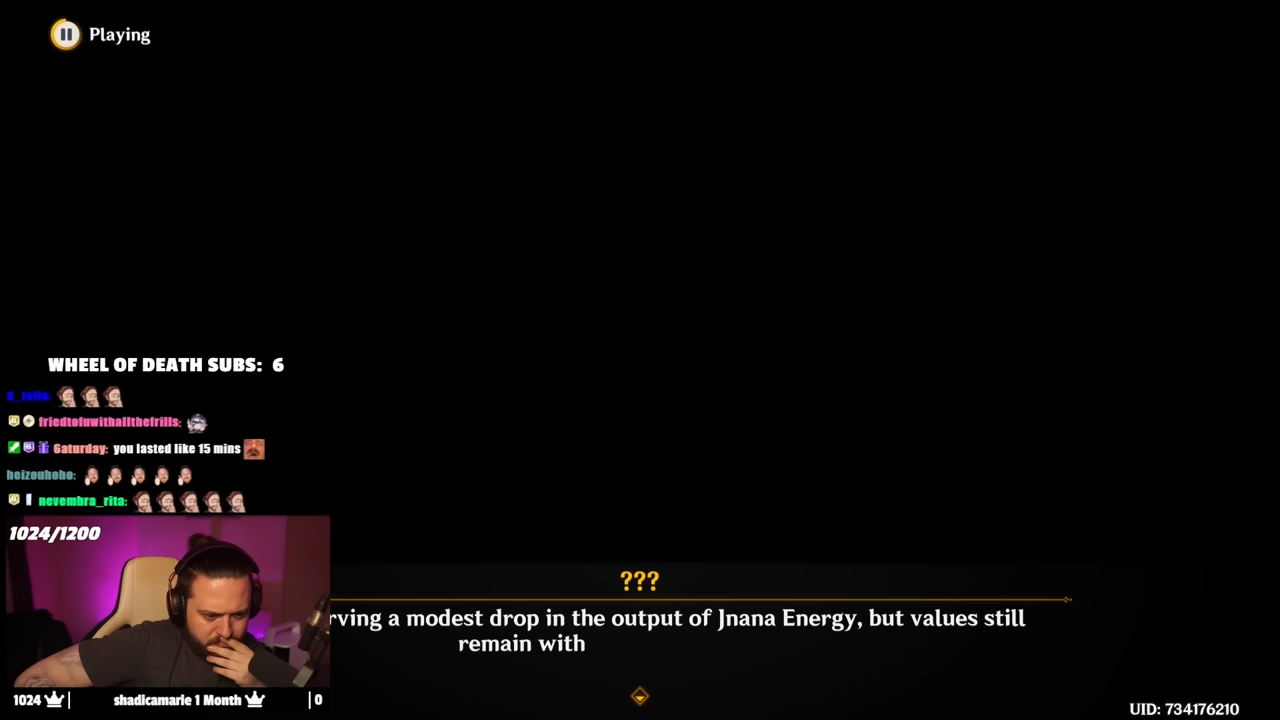 Playing
WHEEL OF DEATH SUBS: 6
friedtofuwithallthefrills:
Gaturday: you lasted like 15 mins
heizouhoho:
nevembra_rita:
1024/1200
???
rving a modest drop in the output of Jnana Energy, but values still
remain with
1024 | shadicamarie 1 Month | 0
UID: 734176210